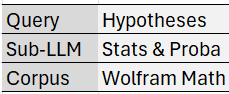 Query Hypotheses
Sub-LLM Stats & Proba
Corpus Wolfram Math